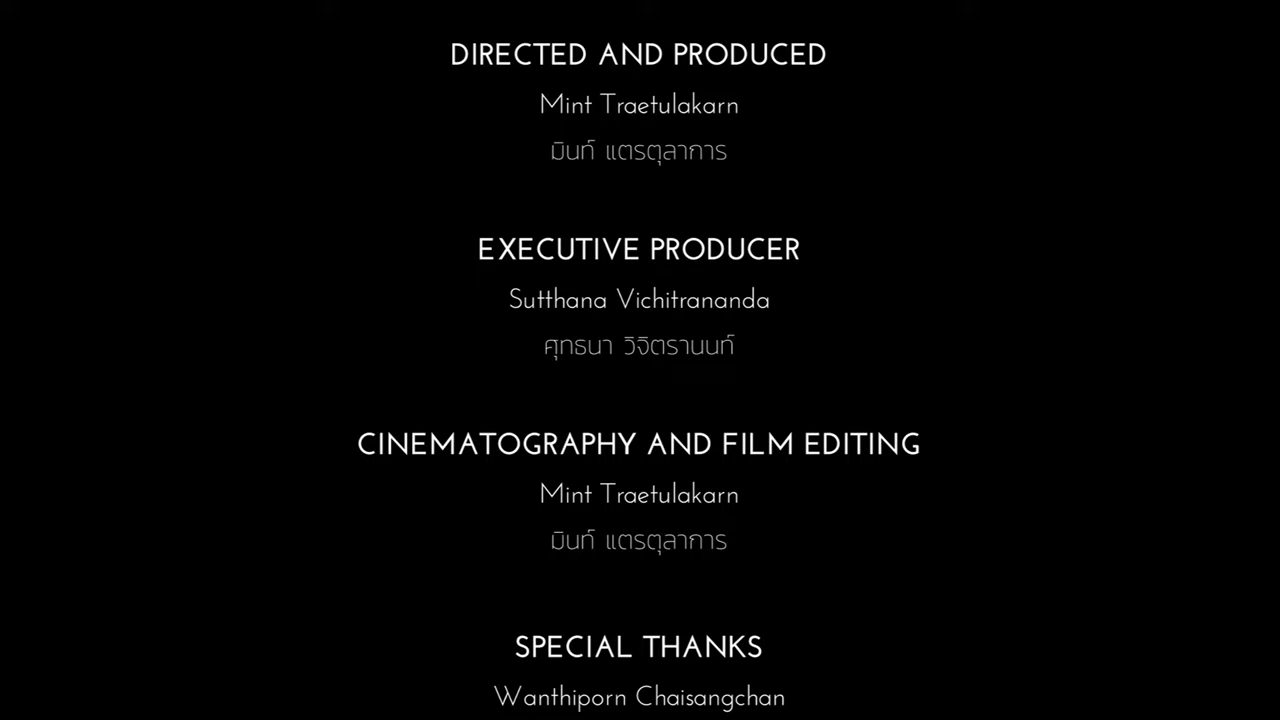 DIRECTED AND PRODUCED
Mint Traetulakarn
มินท์ แตรตุลาการ
EXECUTIVE PRODUCER
Sutthana Vichitrananda
ศุทธนา วิจิตรานนท์
CINEMATOGRAPHY AND FILM EDITING
Mint Traetulakarn
มินท์ แตรตุลาการ
SPECIAL THANKS
Wanthiporn Chaisangchan